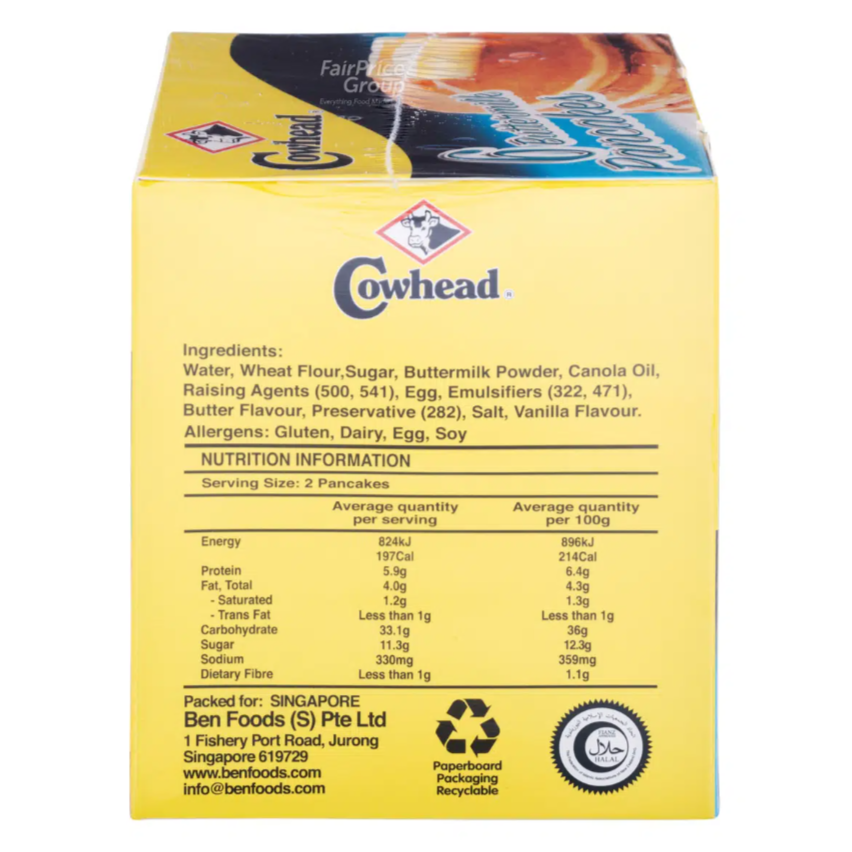 FairPrice
Group
Everything Food Ma
Cowhead
Buttermilk
Pancakes
Cowhead
Ingredients:
Water, Wheat Flour,Sugar, Buttermilk Powder, Canola Oil,
Raising Agents (500, 541), Egg, Emulsifiers (322, 471),
Butter Flavour, Preservative (282), Salt, Vanilla Flavour.
Allergens: Gluten, Dairy, Egg, Soy
NUTRITION INFORMATION
Serving Size: 2 Pancakes
Average quantity per serving Average quantity per 100g
Energy 824kJ 896kJ
197Cal 214Cal
Protein 5.9g 6.4g
Fat, Total 4.0g 4.3g
- Saturated 1.2g 1.3g
- Trans Fat Less than 1g Less than 1g
Carbohydrate 33.1g 36g
Sugar 11.3g 12.3g
Sodium 330mg 359mg
Dietary Fibre Less than 1g 1.1g
Packed for: SINGAPORE
Ben Foods (S) Pte Ltd
1 Fishery Port Road, Jurong
Singapore 619729
www.benfoods.com
info@benfoods.com
Paperboard
Packaging
Recyclable
حلال
HALAL